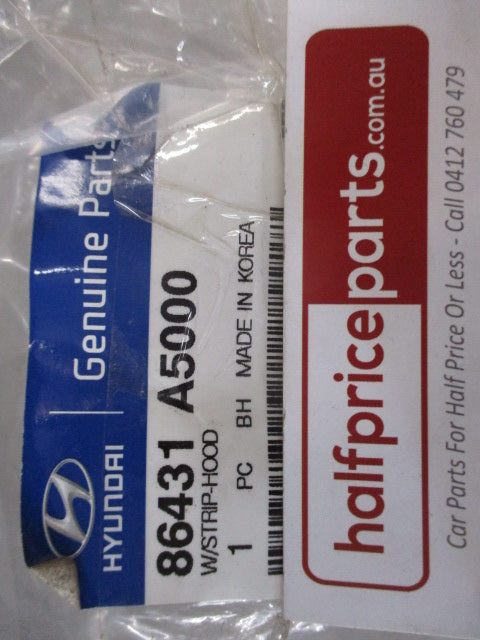 HYUNDAI | Genuine Parts
86431 A5000
W/STRIP-HOOD
1 PC BH MADE IN KOREA
halfpriceparts.com.au
Car Parts For Half Price Or Less - Call 0412 760 479